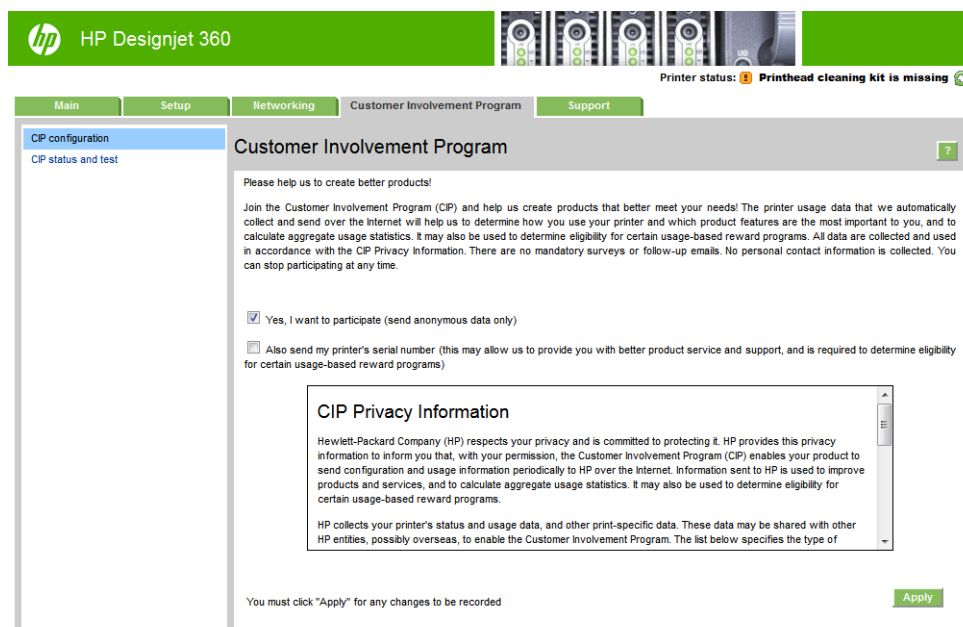 hp HP Designjet 360
Printer status: Printhead cleaning kit is missing
Main Setup Networking Customer Involvement Program Support
CIP configuration
CIP status and test
Customer Involvement Program
?
Please help us to create better products!
Join the Customer Involvement Program (CIP) and help us create products that better meet your needs! The printer usage data that we automatically
collect and send over the Internet will help us to determine how you use your printer and which product features are the most important to you, and to
calculate aggregate usage statistics. It may also be used to determine eligibility for certain usage-based reward programs. All data are collected and used
in accordance with the CIP Privacy Information. There are no mandatory surveys or follow-up emails. No personal contact information is collected. You
can stop participating at any time.
Yes, I want to participate (send anonymous data only)
Also send my printer's serial number (this may allow us to provide you with better product service and support, and is required to determine eligibility
for certain usage-based reward programs)
CIP Privacy Information
Hewlett-Packard Company (HP) respects your privacy and is committed to protecting it. HP provides this privacy
information to inform you that, with your permission, the Customer Involvement Program (CIP) enables your product to
send configuration and usage information periodically to HP over the Internet. Information sent to HP is used to improve
products and services, and to calculate aggregate usage statistics. It may also be used to determine eligibility for
certain usage-based reward programs.
HP collects your printer's status and usage data, and other print-specific data. These data may be shared with other
HP entities, possibly overseas, to enable the Customer Involvement Program. The list below specifies the type of
You must click "Apply" for any changes to be recorded
Apply